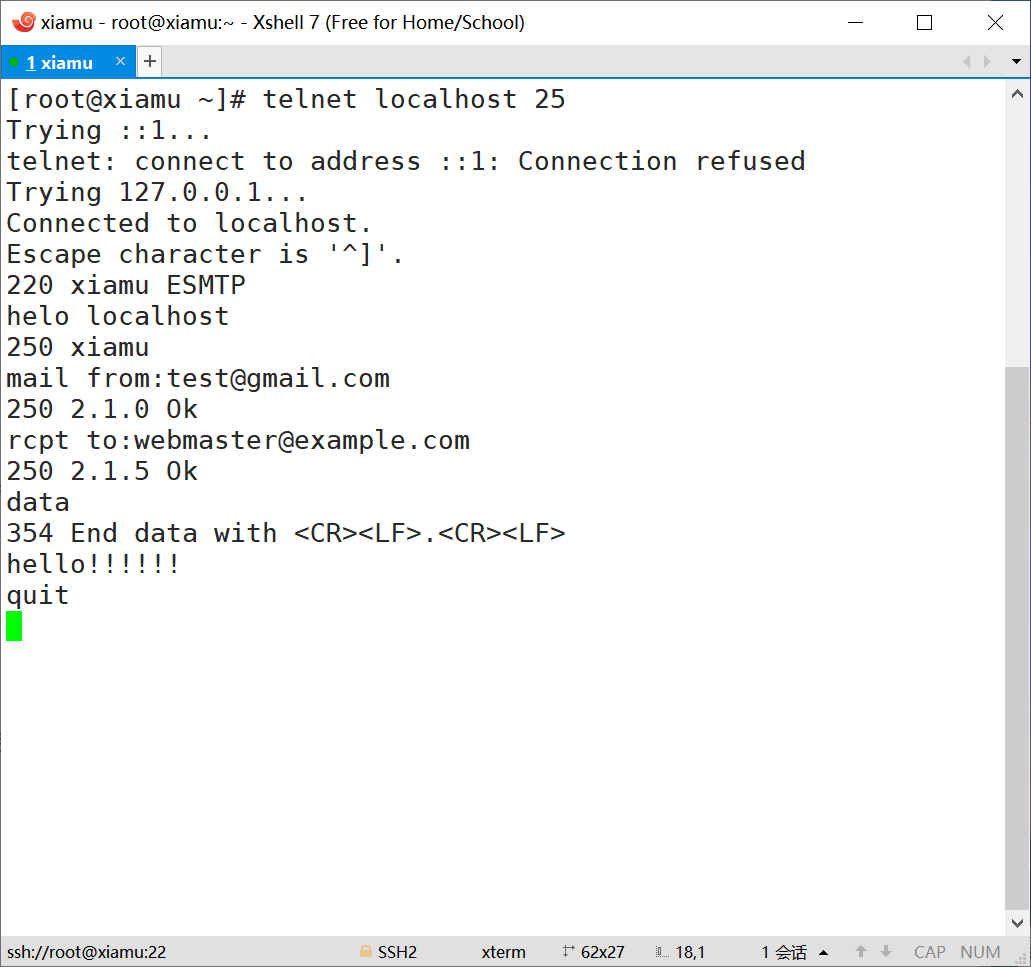 xiamu - root@xiamu:~ - Xshell 7 (Free for Home/School)
1 xiamu × +
[root@xiamu ~]# telnet localhost 25
Trying ::1...
telnet: connect to address ::1: Connection refused
Trying 127.0.0.1...
Connected to localhost.
Escape character is '^]'.
220 xiamu ESMTP
helo localhost
250 xiamu
mail from:test@gmail.com
250 2.1.0 Ok
rcpt to:webmaster@example.com
250 2.1.5 Ok
data
354 End data with <CR><LF>.<CR><LF>
hello!!!!!!
quit
ssh://root@xiamu:22 SSH2 xterm 62x27 18,1 1 会话 CAP NUM